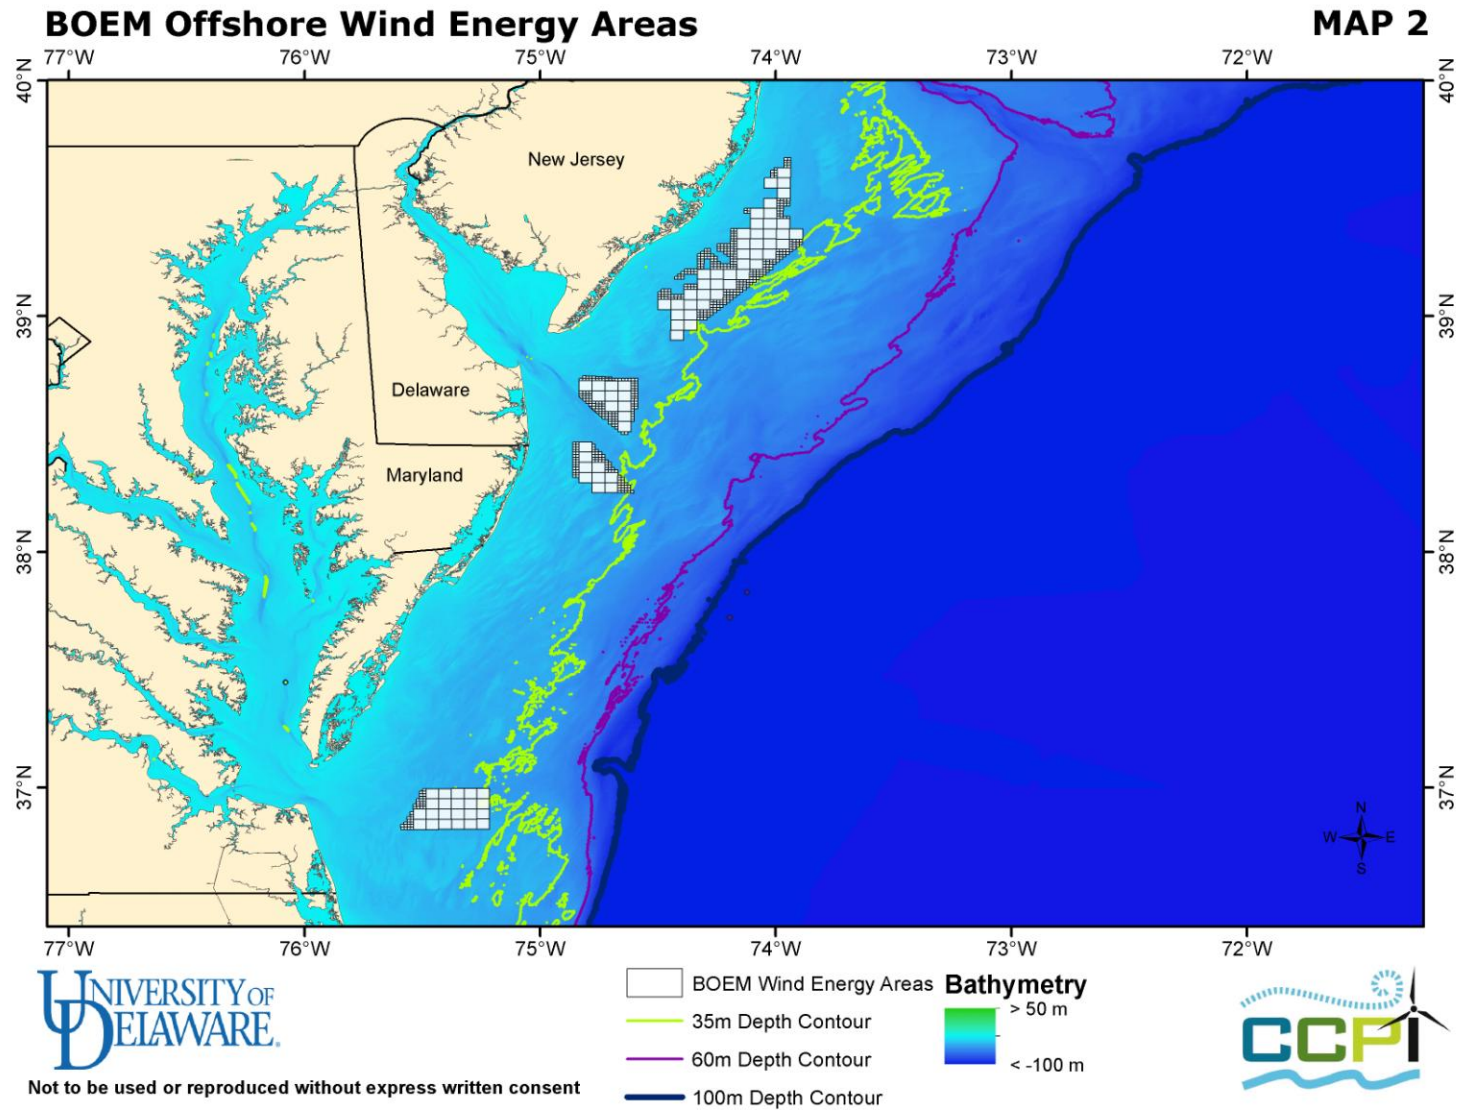 BOEM Offshore Wind Energy Areas
MAP 2
77°W 76°W 75°W 74°W 73°W 72°W
40°N 40°N
New Jersey
39°N 39°N
Delaware
Maryland
38°N 38°N
37°N 37°N
N
W E
S
77°W 76°W 75°W 74°W 73°W 72°W
UNIVERSITY OF
DELAWARE.
Not to be used or reproduced without express written consent
BOEM Wind Energy Areas
35m Depth Contour
60m Depth Contour
100m Depth Contour
Bathymetry
> 50 m
< -100 m
CCPI